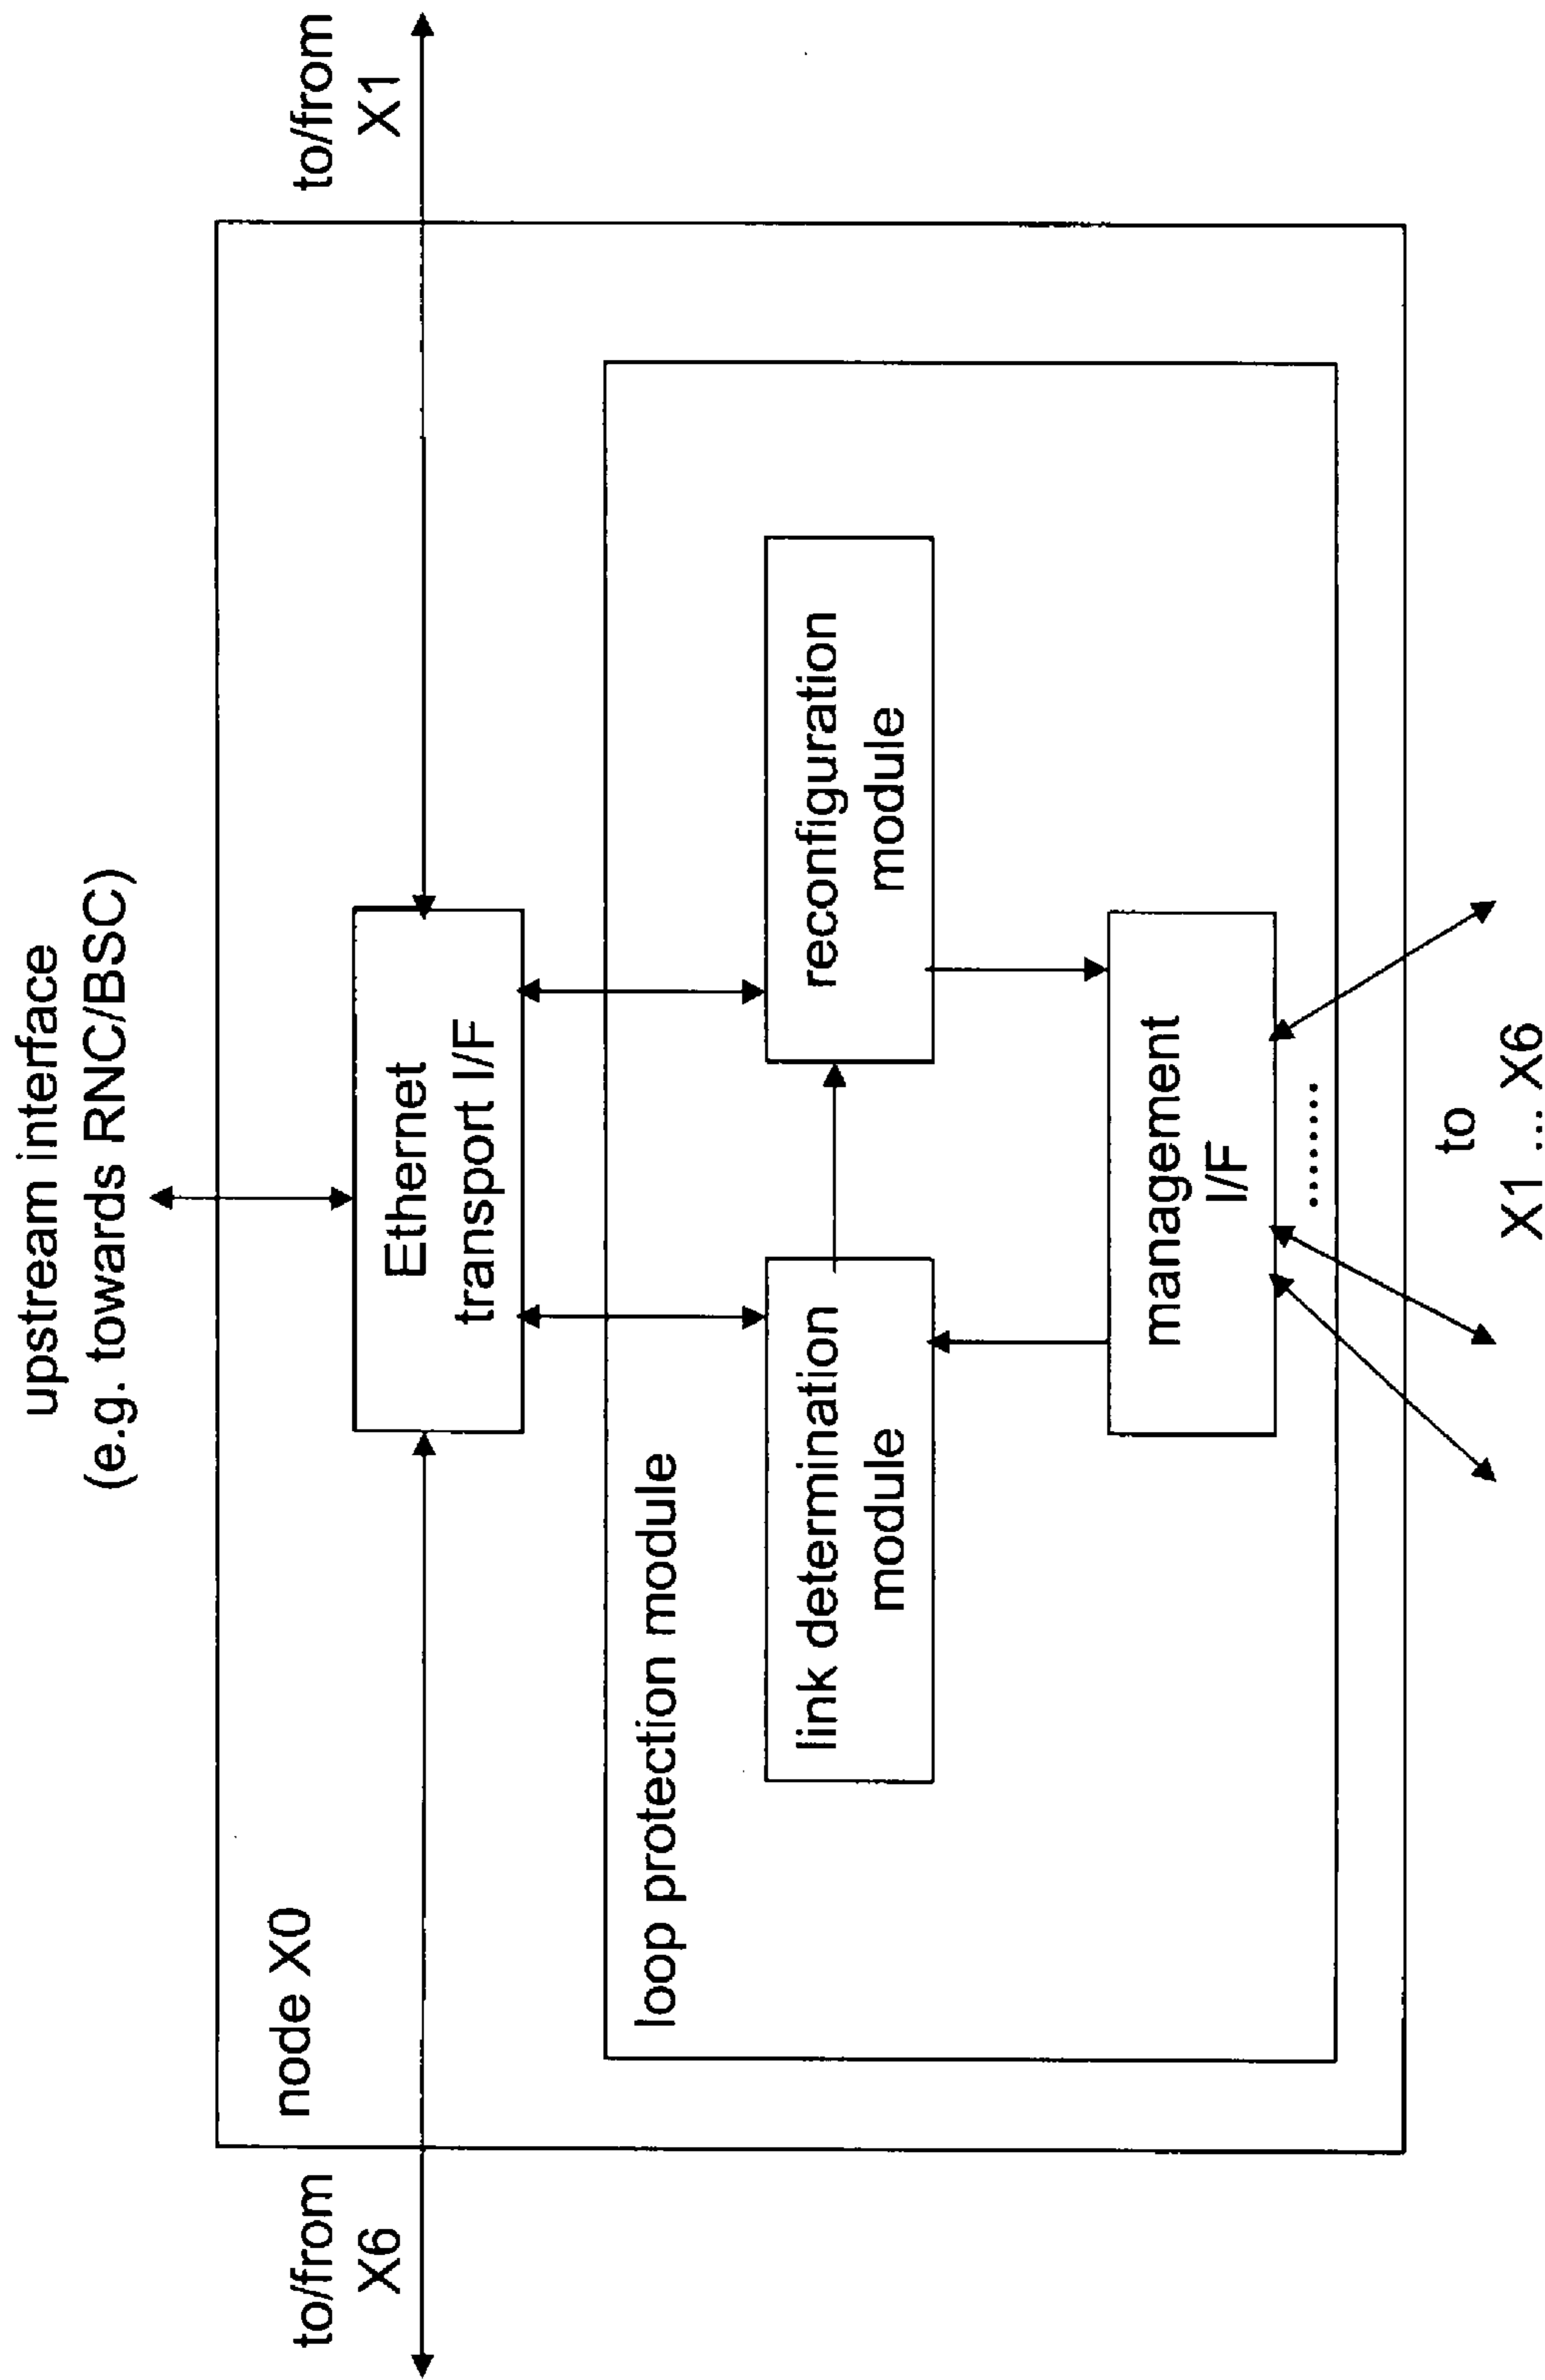 upstream interface
(e.g. towards RNC/BSC)
to/from
X6
to/from
X1
node X0
Ethernet
transport I/F
loop protection module
link determination
module
reconfiguration
module
management
I/F
........
to
X1 ... X6